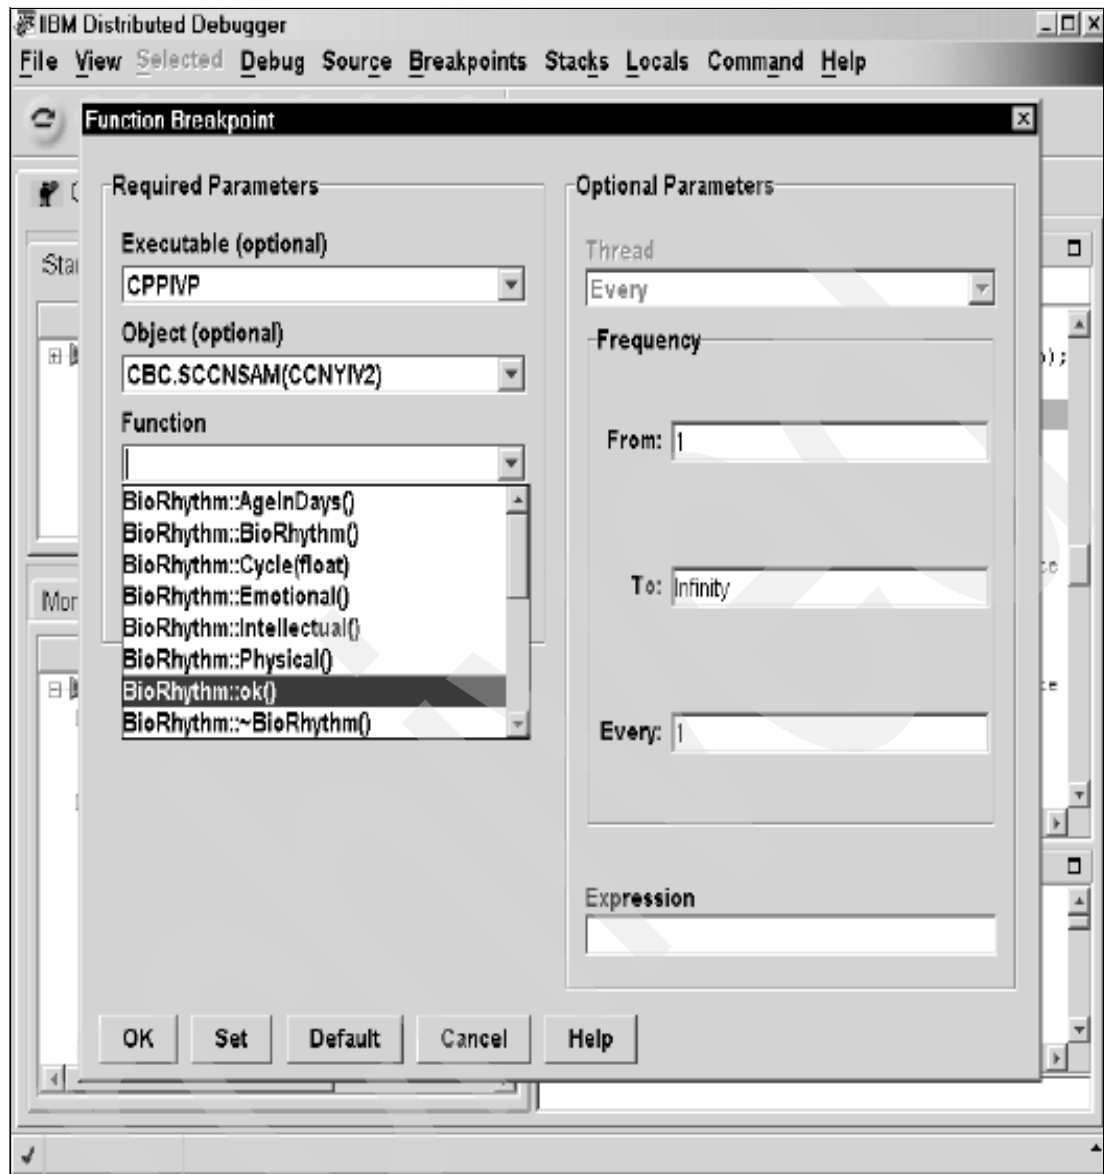 IBM Distributed Debugger
File View Selected Debug Source Breakpoints Stacks Locals Command Help
Function Breakpoint
Required Parameters
Executable (optional)
CPPIVP
Object (optional)
CBC.SCCNSAM(CCNYIV2)
Function
BioRhythm::AgeInDays()
BioRhythm::BioRhythm()
BioRhythm::Cycle(float)
BioRhythm::Emotional()
BioRhythm::Intellectual()
BioRhythm::Physical()
BioRhythm::ok()
BioRhythm::~BioRhythm()
Optional Parameters
Thread
Every
Frequency
From: 1
To: Infinity
Every: 1
Expression
OK Set Default Cancel Help